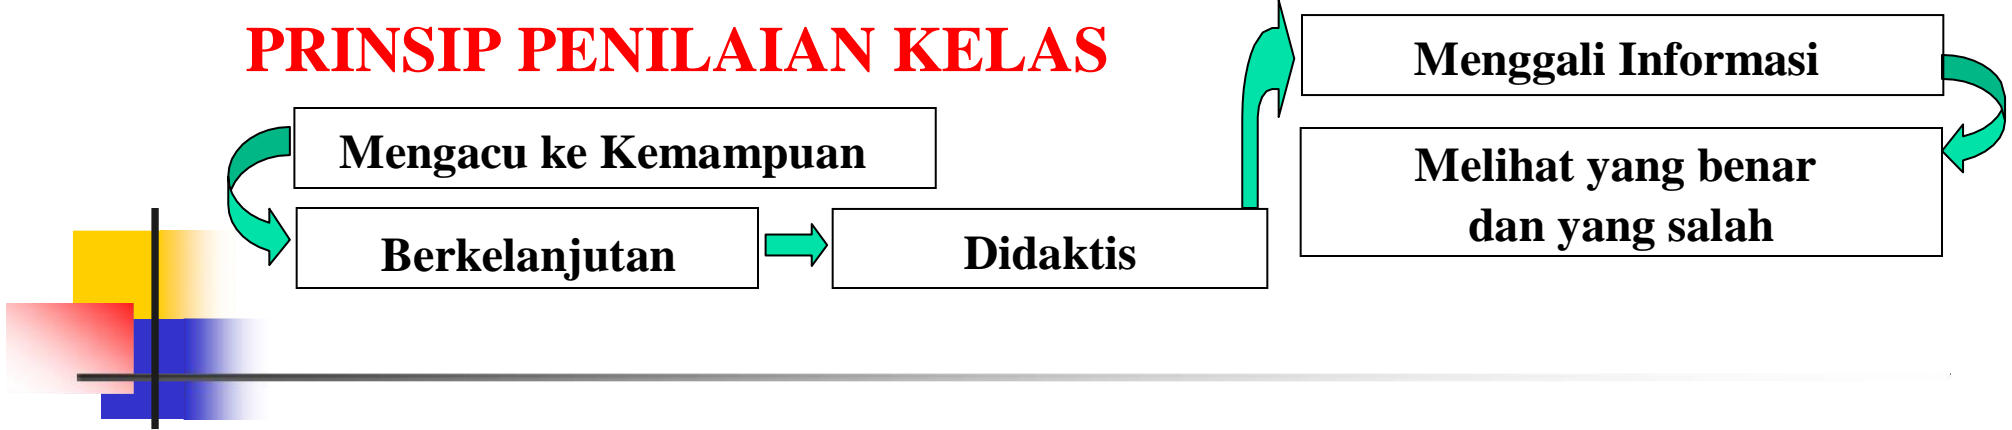 PRINSIP PENILAIAN KELAS
Mengacu ke Kemampuan
Berkelanjutan
Didaktis
Menggali Informasi
Melihat yang benar
dan yang salah